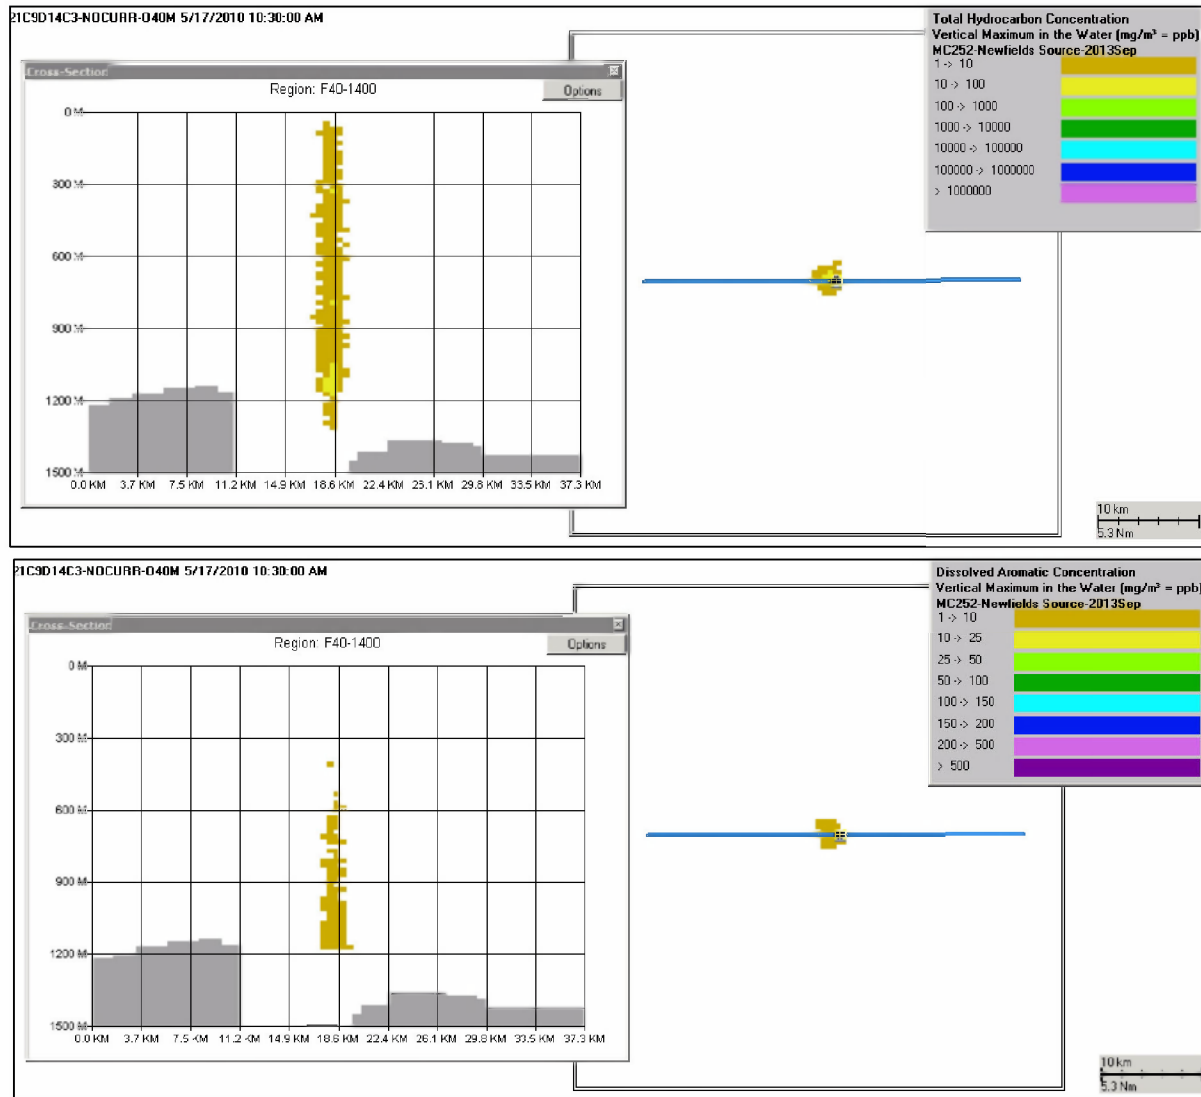 21C9D14C3-NOCURR-O40M 5/17/2010 10:30:00 AM
Total Hydrocarbon Concentration
Vertical Maximum in the Water (mg/m³ = ppb)
MC252-Newfields Source-2013Sep
1 -> 10
10 -> 100
100 -> 1000
1000 -> 10000
10000 -> 100000
100000 -> 1000000
> 1000000
Cross-Section
Region: F40-1400
Options
0 M
300 M
600 M
900 M
1200 M
1500 M
0.0 KM 3.7 KM 7.5 KM 11.2 KM 14.9 KM 18.6 KM 22.4 KM 26.1 KM 29.8 KM 33.5 KM 37.3 KM
10 km
5.3 Nm
21C9D14C3-NOCURR-O40M 5/17/2010 10:30:00 AM
Dissolved Aromatic Concentration
Vertical Maximum in the Water (mg/m³ = ppb)
MC252-Newfields Source-2013Sep
1 -> 10
10 -> 25
25 -> 50
50 -> 100
100 -> 150
150 -> 200
200 -> 500
> 500
Cross-Section
Region: F40-1400
Options
0 M
300 M
600 M
900 M
1200 M
1500 M
0.0 KM 3.7 KM 7.5 KM 11.2 KM 14.9 KM 18.6 KM 22.4 KM 26.1 KM 29.8 KM 33.5 KM 37.3 KM
10 km
5.3 Nm